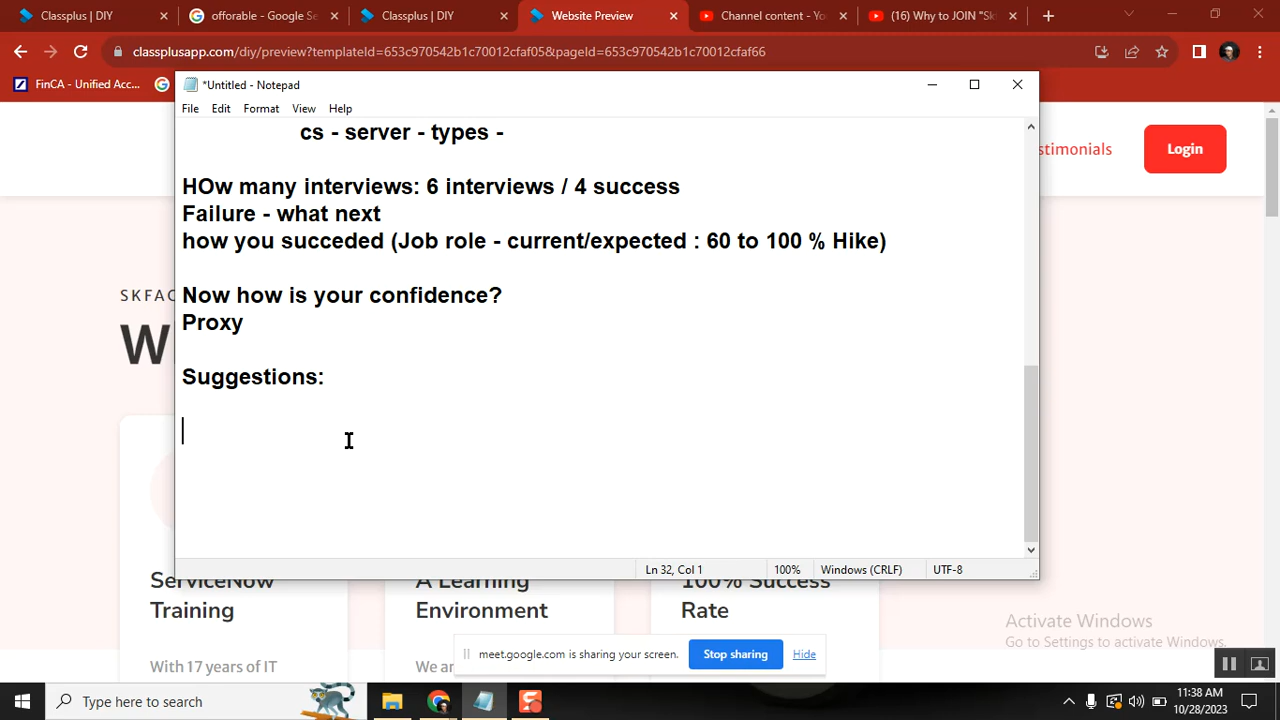 Classplus | DIY
offorable - Google Se
Classplus | DIY
Website Preview
Channel content - Yo
(16) Why to JOIN "Sk
classplusapp.com/diy/preview?templateId=653c970542b1c70012cfaf05&pageId=653c970542b1c70012cfaf66
FinCA - Unified Acc...
*Untitled - Notepad
File Edit Format View Help
cs - server - types -
HOw many interviews: 6 interviews / 4 success
Failure - what next
how you succeded (Job role - current/expected : 60 to 100 % Hike)
Now how is your confidence?
Proxy
Suggestions:
Ln 32, Col 1 100% Windows (CRLF) UTF-8
stimonials
Login
SKFAC
W
ServiceNow
Training
With 17 years of IT
A Learning
Environment
We ar
100% Success
Rate
meet.google.com is sharing your screen. Stop sharing Hide
Activate Windows
Go to Settings to activate Windows.
Type here to search
11:38 AM
10/28/2023